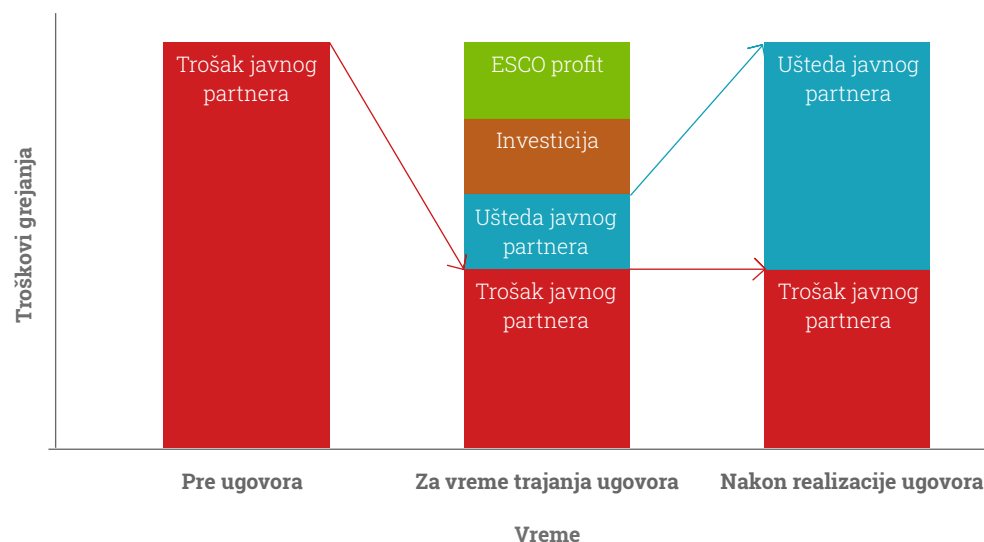 Troškovi grejanja
Trošak javnog
partnera
ESCO profit
Investicija
Ušteda javnog
partnera
Trošak javnog
partnera
Ušteda javnog
partnera
Trošak javnog
partnera
Pre ugovora
Za vreme trajanja ugovora
Nakon realizacije ugovora
Vreme